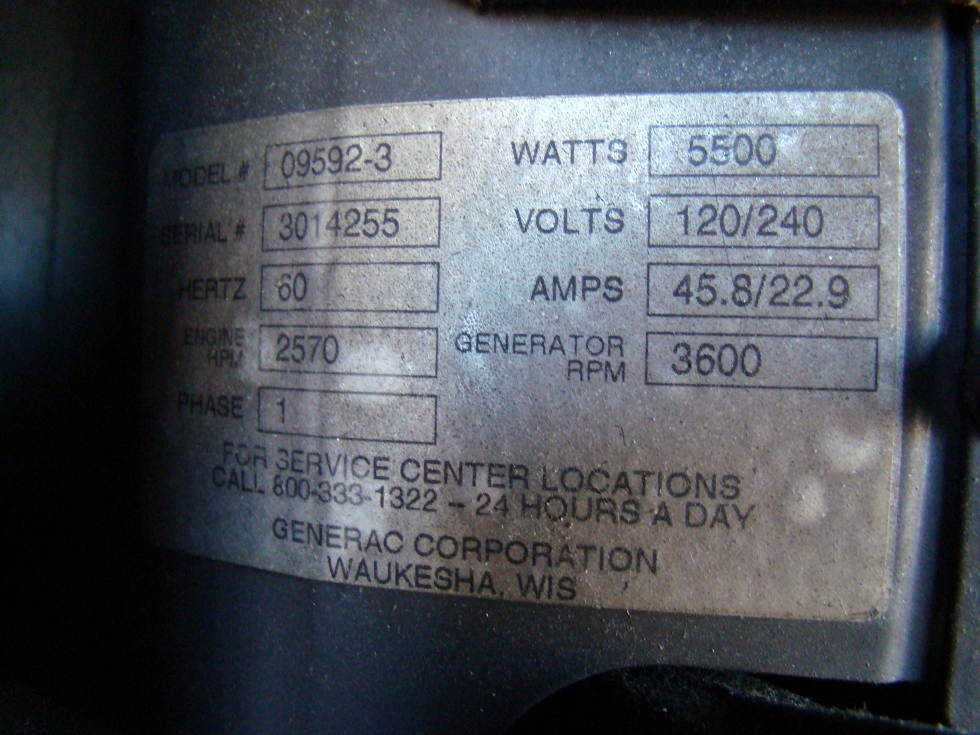 MODEL # 09592-3 WATTS 5500
SERIAL # 3014255 VOLTS 120/240
HERTZ 60 AMPS 45.8/22.9
ENGINE RPM 2570 GENERATOR RPM 3600
PHASE 1
FOR SERVICE CENTER LOCATIONS
CALL 800-333-1322 – 24 HOURS A DAY
GENERAC CORPORATION
WAUKESHA, WIS